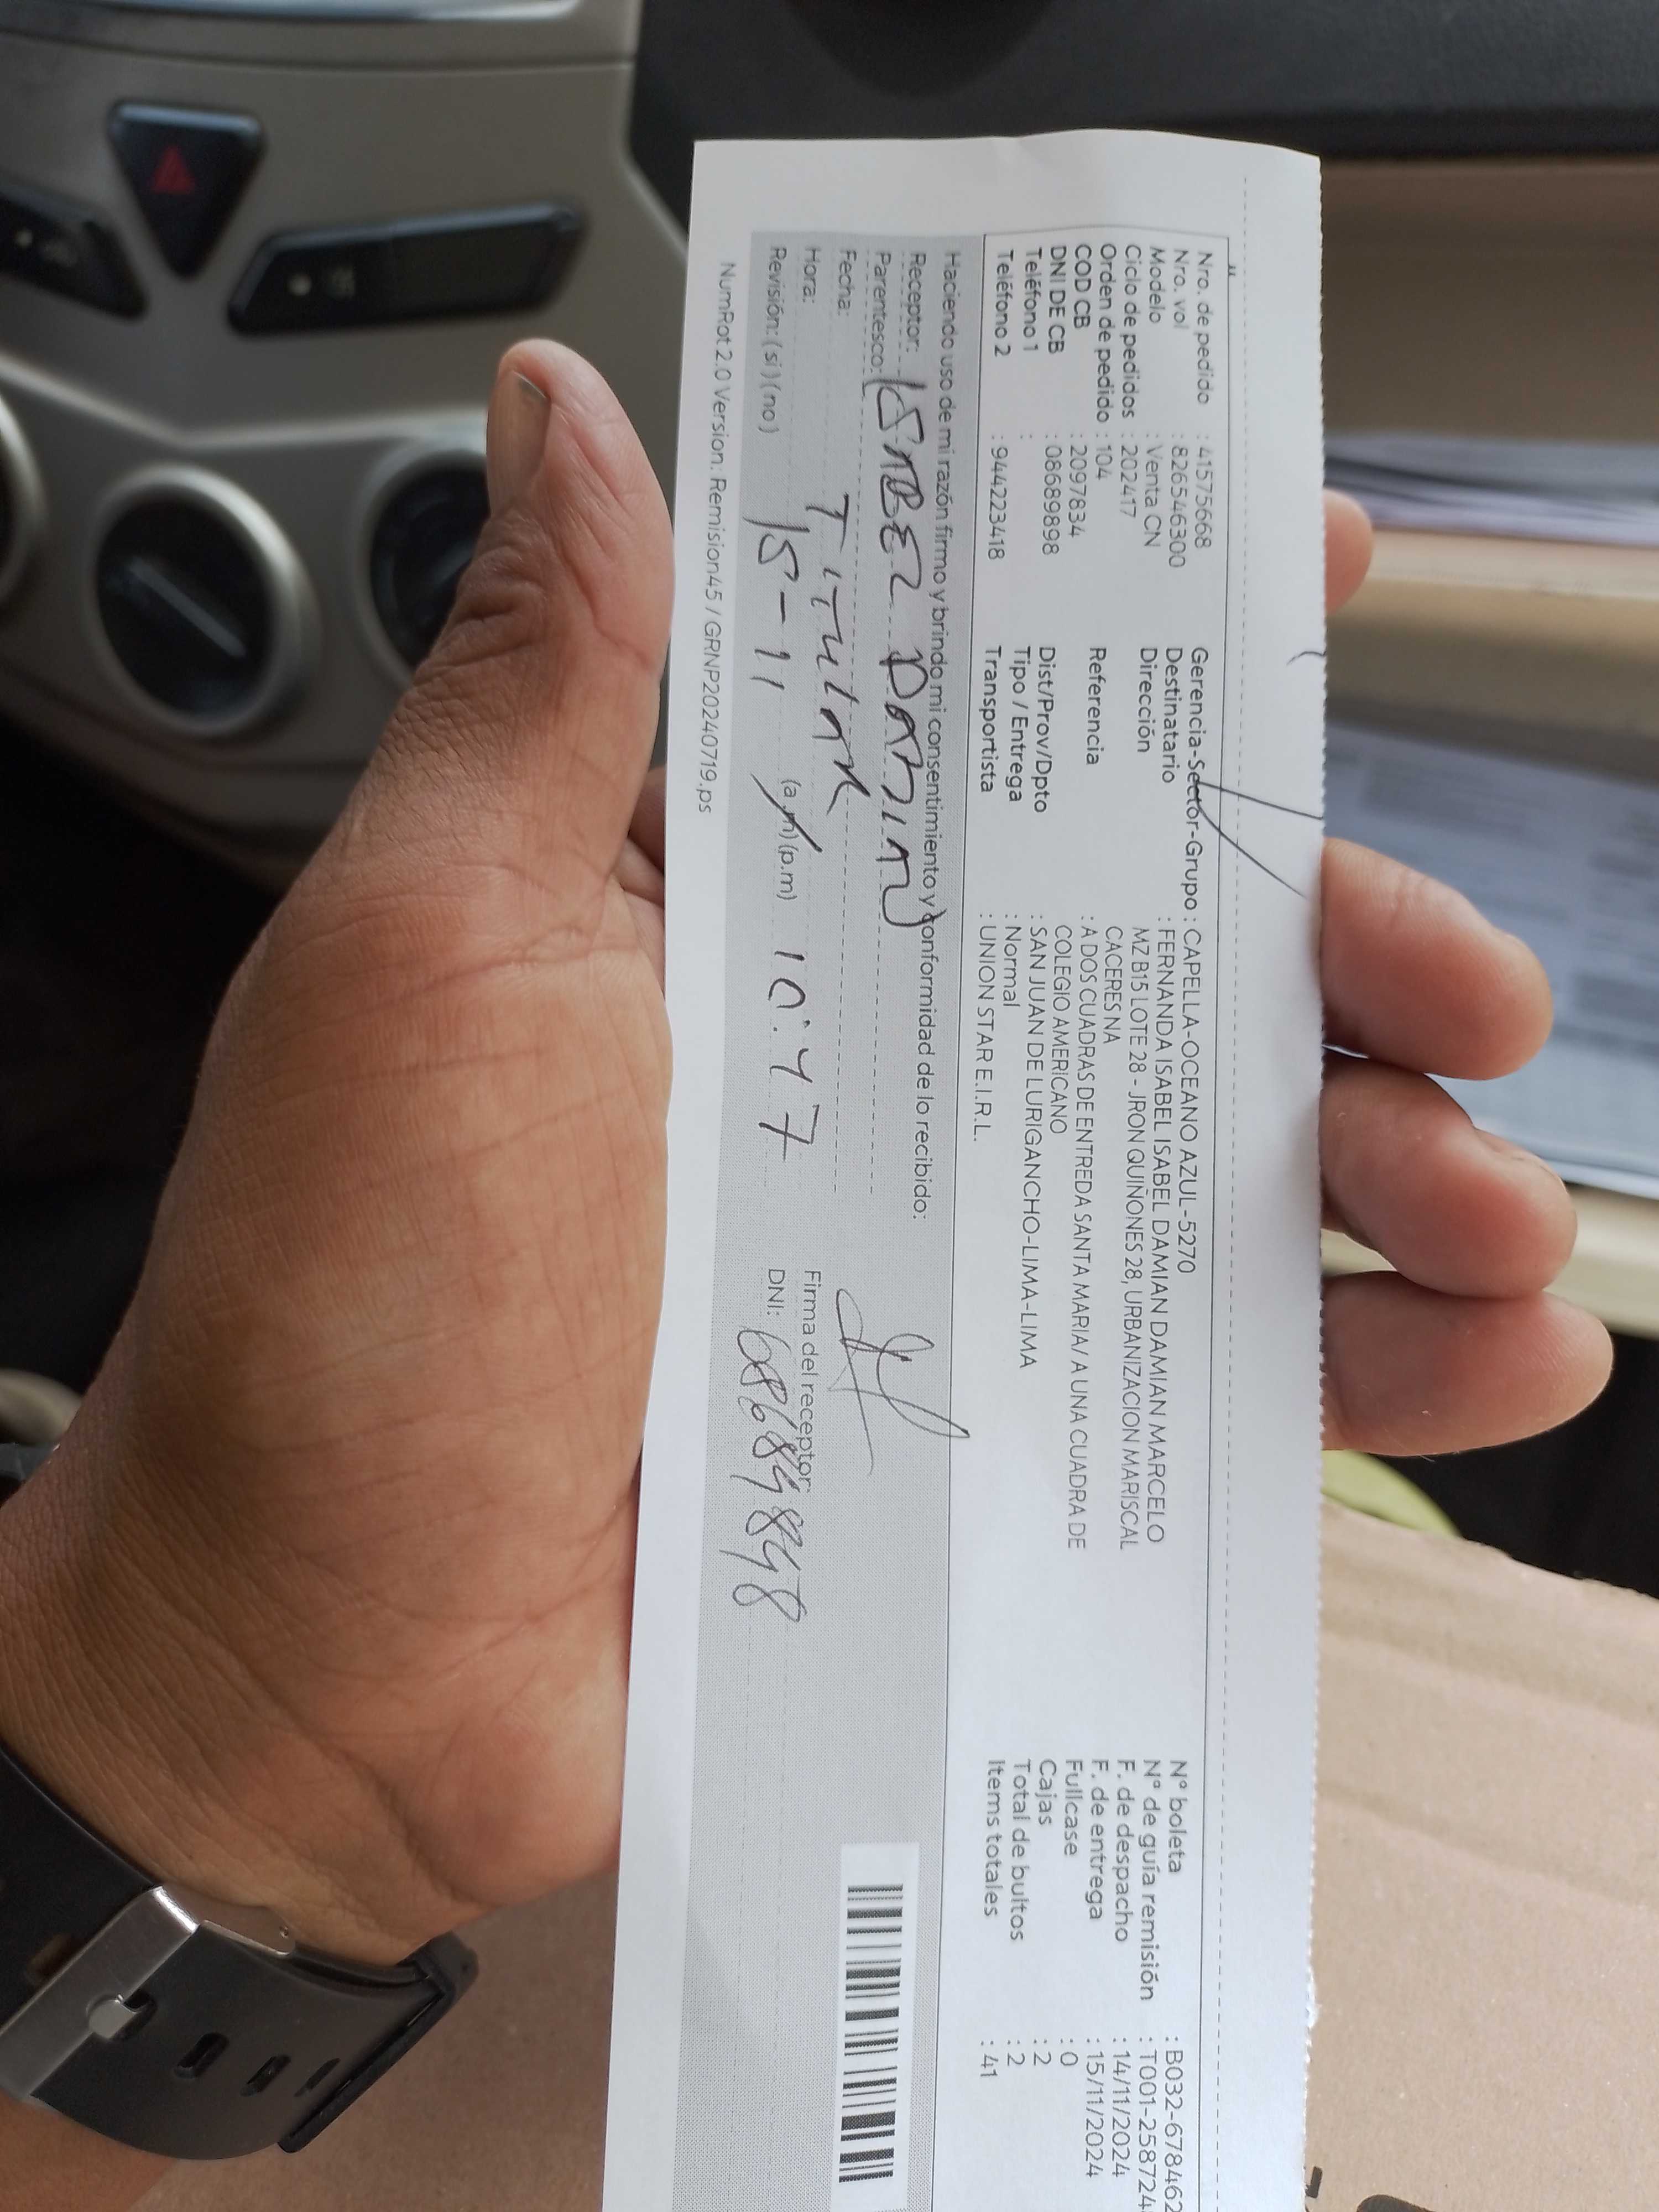 Nro. de pedido : 41575668
Nro. vol : 826546300
Modelo : Venta CN
Ciclo de pedidos : 202417
Orden de pedido : 104
COD CB : 2097834
DNI DE CB : 08689898
Teléfono 1 :
Teléfono 2 : 944223418
Gerencia-Sector-Grupo : CAPELLA-OCEANO AZUL-5270
Destinatario : FERNANDA ISABEL ISABEL DAMIAN DAMIAN MARCELO
Dirección MZ B15 LOTE 28 - JRON QUIÑONES 28, URBANIZACION MARISCAL
CACERES NA
Referencia : A DOS CUADRAS DE ENTREDA SANTA MARIA/ A UNA CUADRA DE
COLEGIO AMERICANO
Dist/Prov/Dpto : SAN JUAN DE LURIGANCHO-LIMA-LIMA
Tipo / Entrega : Normal
Transportista : UNION STAR E.I.R.L.
N° boleta : B032-678462
N° de guía remisión : T001-258724
F. de despacho : 14/11/2024
F. de entrega : 15/11/2024
Fullcase : 0
Cajas : 2
Total de bultos : 2
Items totales : 41
Haciendo uso de mi razón firmo y brindo mi consentimiento y conformidad de lo recibido:
Receptor: ISABEL DAMIAN
Parentesco:
Fecha: TITULAR
Hora: 15-11 (a.m) (p.m) 10:47
Revisión: ( si ) ( no )
Firma del receptor:
DNI: 08689898
NumRot 2.0 Version. Remision45 / GRNP20240719.ps